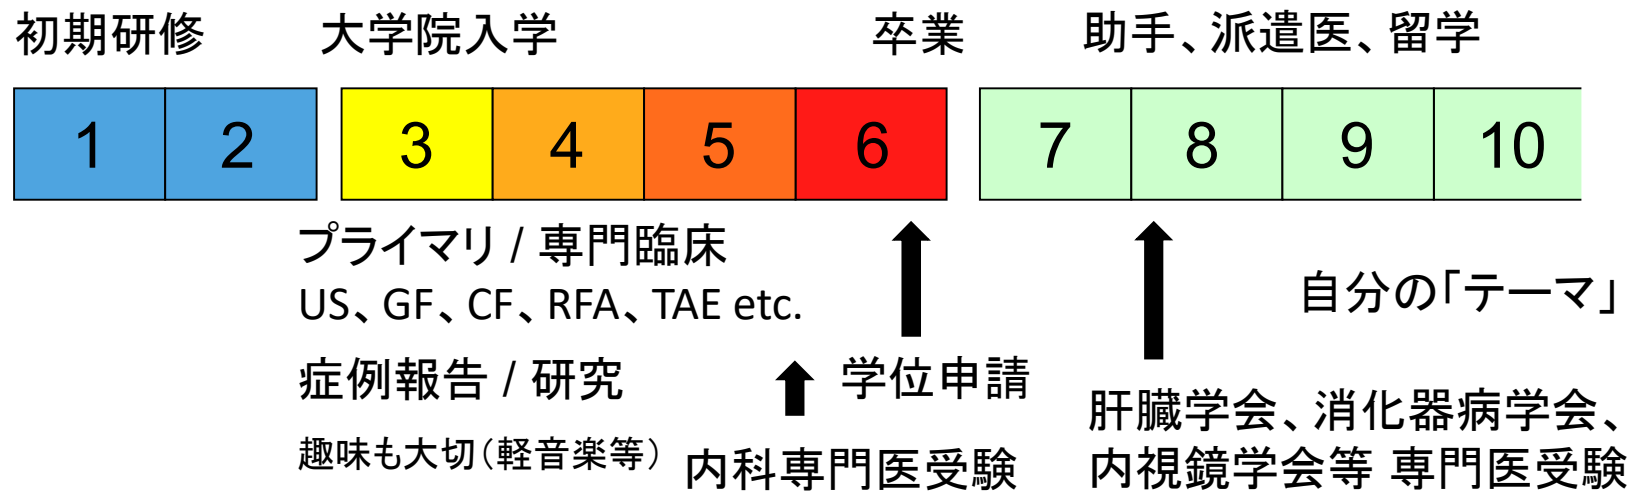 初期研修 大学院入学 卒業 助手、派遣医、留学
1 2 3 4 5 6 7 8 9 10
プライマリ / 専門臨床
US、GF、CF、RFA、TAE etc.
自分の「テーマ」
症例報告 / 研究
学位申請
趣味も大切(軽音楽等)
内科専門医受験
肝臓学会、消化器病学会、
内視鏡学会等 専門医受験